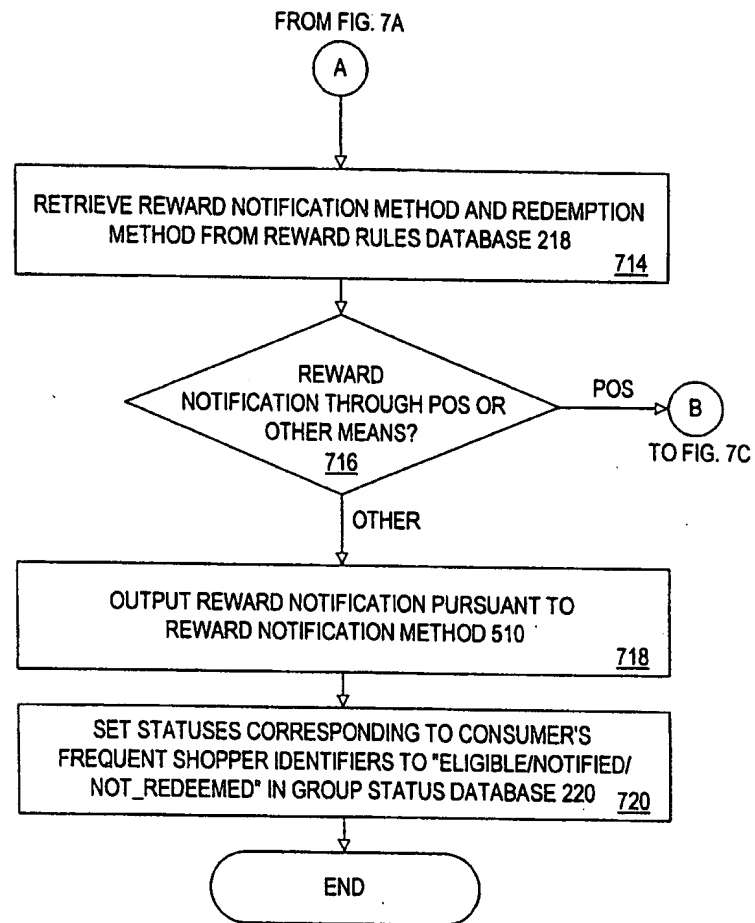 FROM FIG. 7A
A
RETRIEVE REWARD NOTIFICATION METHOD AND REDEMPTION
METHOD FROM REWARD RULES DATABASE 218
714
REWARD
NOTIFICATION THROUGH POS OR
OTHER MEANS?
716
POS
B
TO FIG. 7C
OTHER
OUTPUT REWARD NOTIFICATION PURSUANT TO
REWARD NOTIFICATION METHOD 510
718
SET STATUSES CORRESPONDING TO CONSUMER'S
FREQUENT SHOPPER IDENTIFIERS TO "ELIGIBLE/NOTIFIED/
NOT_REDEEMED" IN GROUP STATUS DATABASE 220
720
END